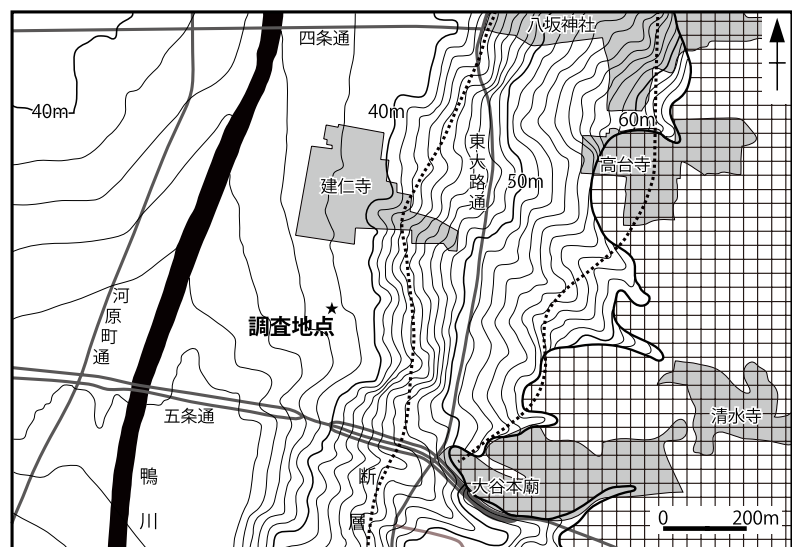 八坂神社
四条通
40m
40m
60m
東大路通
高台寺
50m
建仁寺
河原町通
調査地点
五条通
清水寺
鴨川
断層
大谷本廟
0 200m